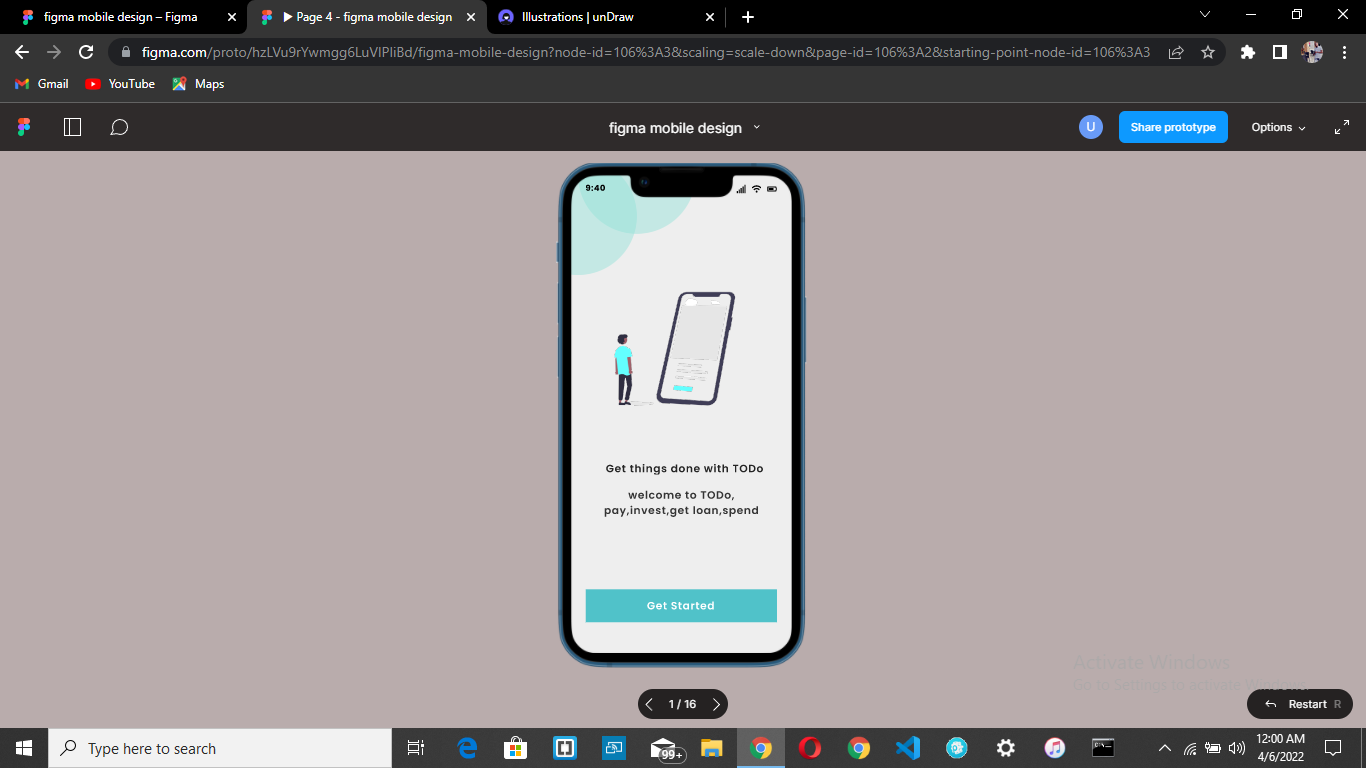 figma mobile design – Figma
▶ Page 4 - figma mobile design
Illustrations | unDraw
figma.com/proto/hzLVu9rYwmgg6LuVIPIiBd/figma-mobile-design?node-id=106%3A3&scaling=scale-down&page-id=106%3A2&starting-point-node-id=106%3A3
Gmail
YouTube
Maps
figma mobile design
U
Share prototype
Options
9:40
Get things done with TODo
welcome to TODo,
pay,invest,get loan,spend
Get Started
Activate Windows
Go to Settings to activate Windows.
1 / 16
Restart R
Type here to search
99+
12:00 AM
4/6/2022